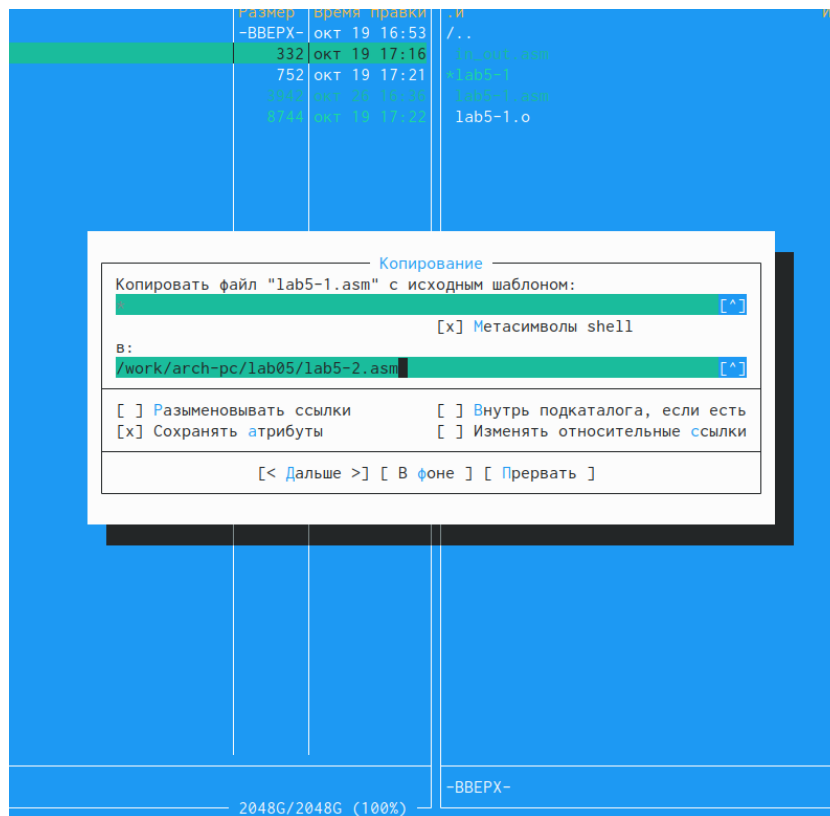 Размер Время правки .и И
-ВВЕРХ- окт 19 16:53 /..
332 окт 19 17:16 in_out.asm
752 окт 19 17:21 *lab5-1
3942 окт 26 16:36 lab5-1.asm
8744 окт 19 17:22 lab5-1.o
Копирование
Копировать файл "lab5-1.asm" с исходным шаблоном:
*
[^]
[x] Метасимволы shell
в:
/work/arch-pc/lab05/lab5-2.asm [^]
[ ] Разыменовывать ссылки [ ] Внутрь подкаталога, если есть
[x] Сохранять атрибуты [ ] Изменять относительные ссылки
[< Дальше >] [ В фоне ] [ Прервать ]
-ВВЕРХ-
2048G/2048G (100%)